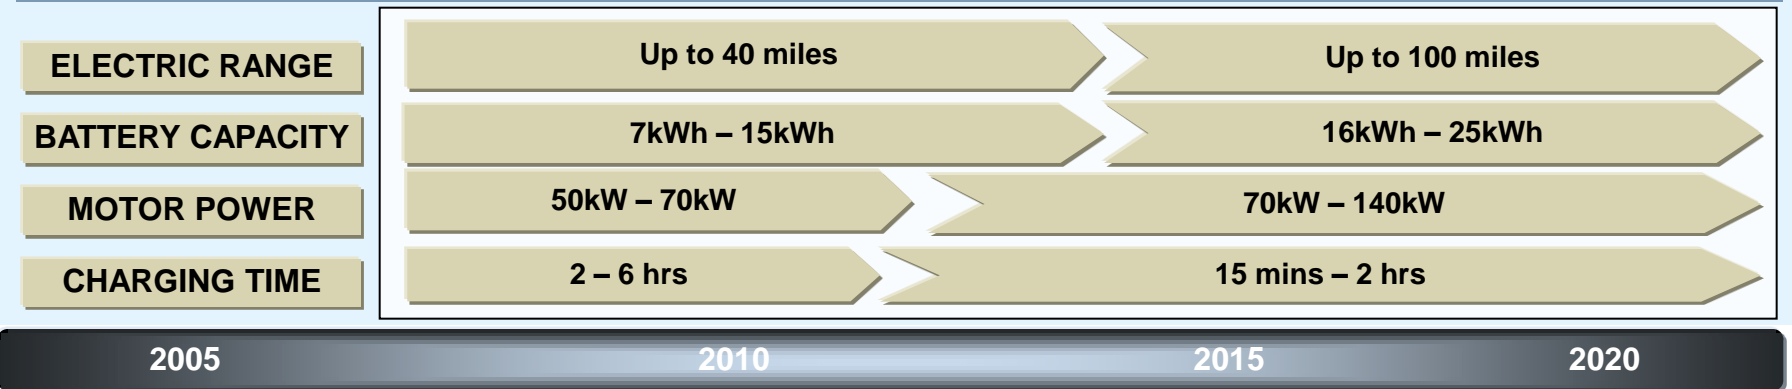 ELECTRIC RANGE
Up to 40 miles
Up to 100 miles
BATTERY CAPACITY
7kWh – 15kWh
16kWh – 25kWh
MOTOR POWER
50kW – 70kW
70kW – 140kW
CHARGING TIME
2 – 6 hrs
15 mins – 2 hrs
2005
2010
2015
2020